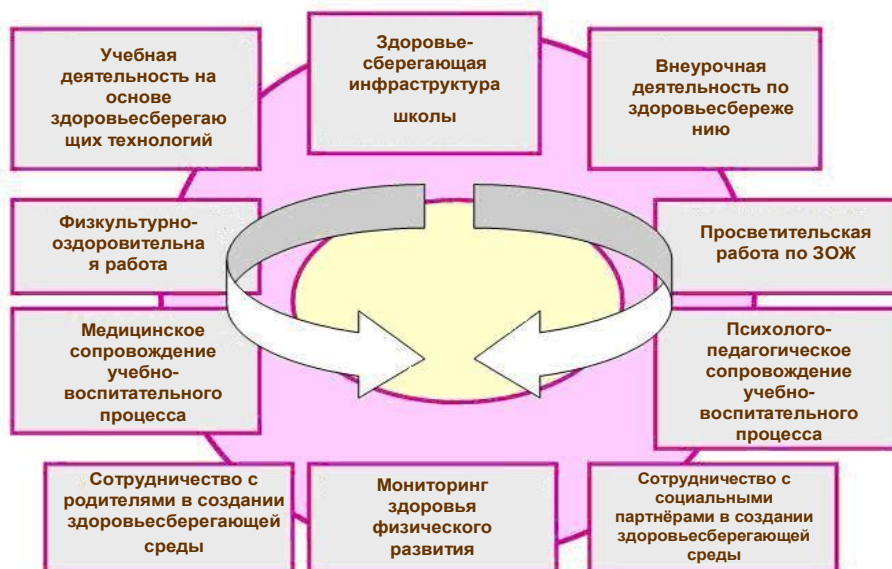 Учебная
деятельность на
основе
здоровьесберегаю
щих технологий
Здоровье-
сберегающая
инфраструктура
школы
Внеурочная
деятельность по
здоровьесбереже
нию
Физкультурно-
оздоровительна
я работа
Просветительская
работа по ЗОЖ
Медицинское
сопровождение
учебно-
воспитательного
процесса
Психолого-
педагогическое
сопровождение
учебно-
воспитательного
процесса
Сотрудничество с
родителями в создании
здоровьесберегающей
среды
Мониторинг
здоровья
физического
развития
Сотрудничество с
социальными
партнёрами в создании
здоровьесберегающей
среды